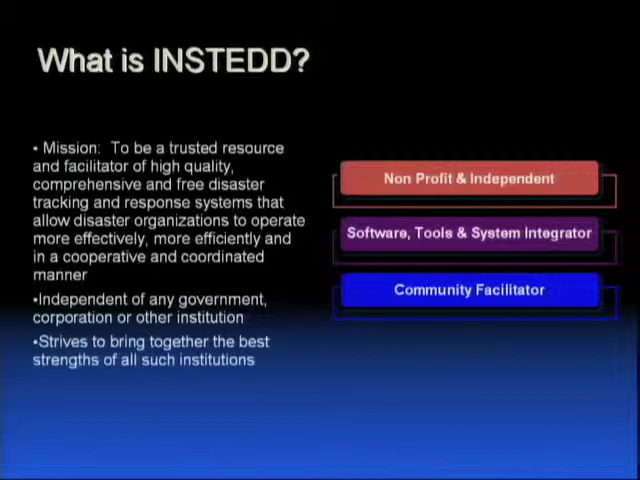 What is INSTEDD?
• Mission:  To be a trusted resource
and facilitator of high quality,
comprehensive and free disaster
tracking and response systems that
allow disaster organizations to operate
more effectively, more efficiently and
in a cooperative and coordinated
manner
•Independent of any government,
corporation or other institution
•Strives to bring together the best
strengths of all such institutions
Non Profit & Independent
Software, Tools & System Integrator
Community Facilitator